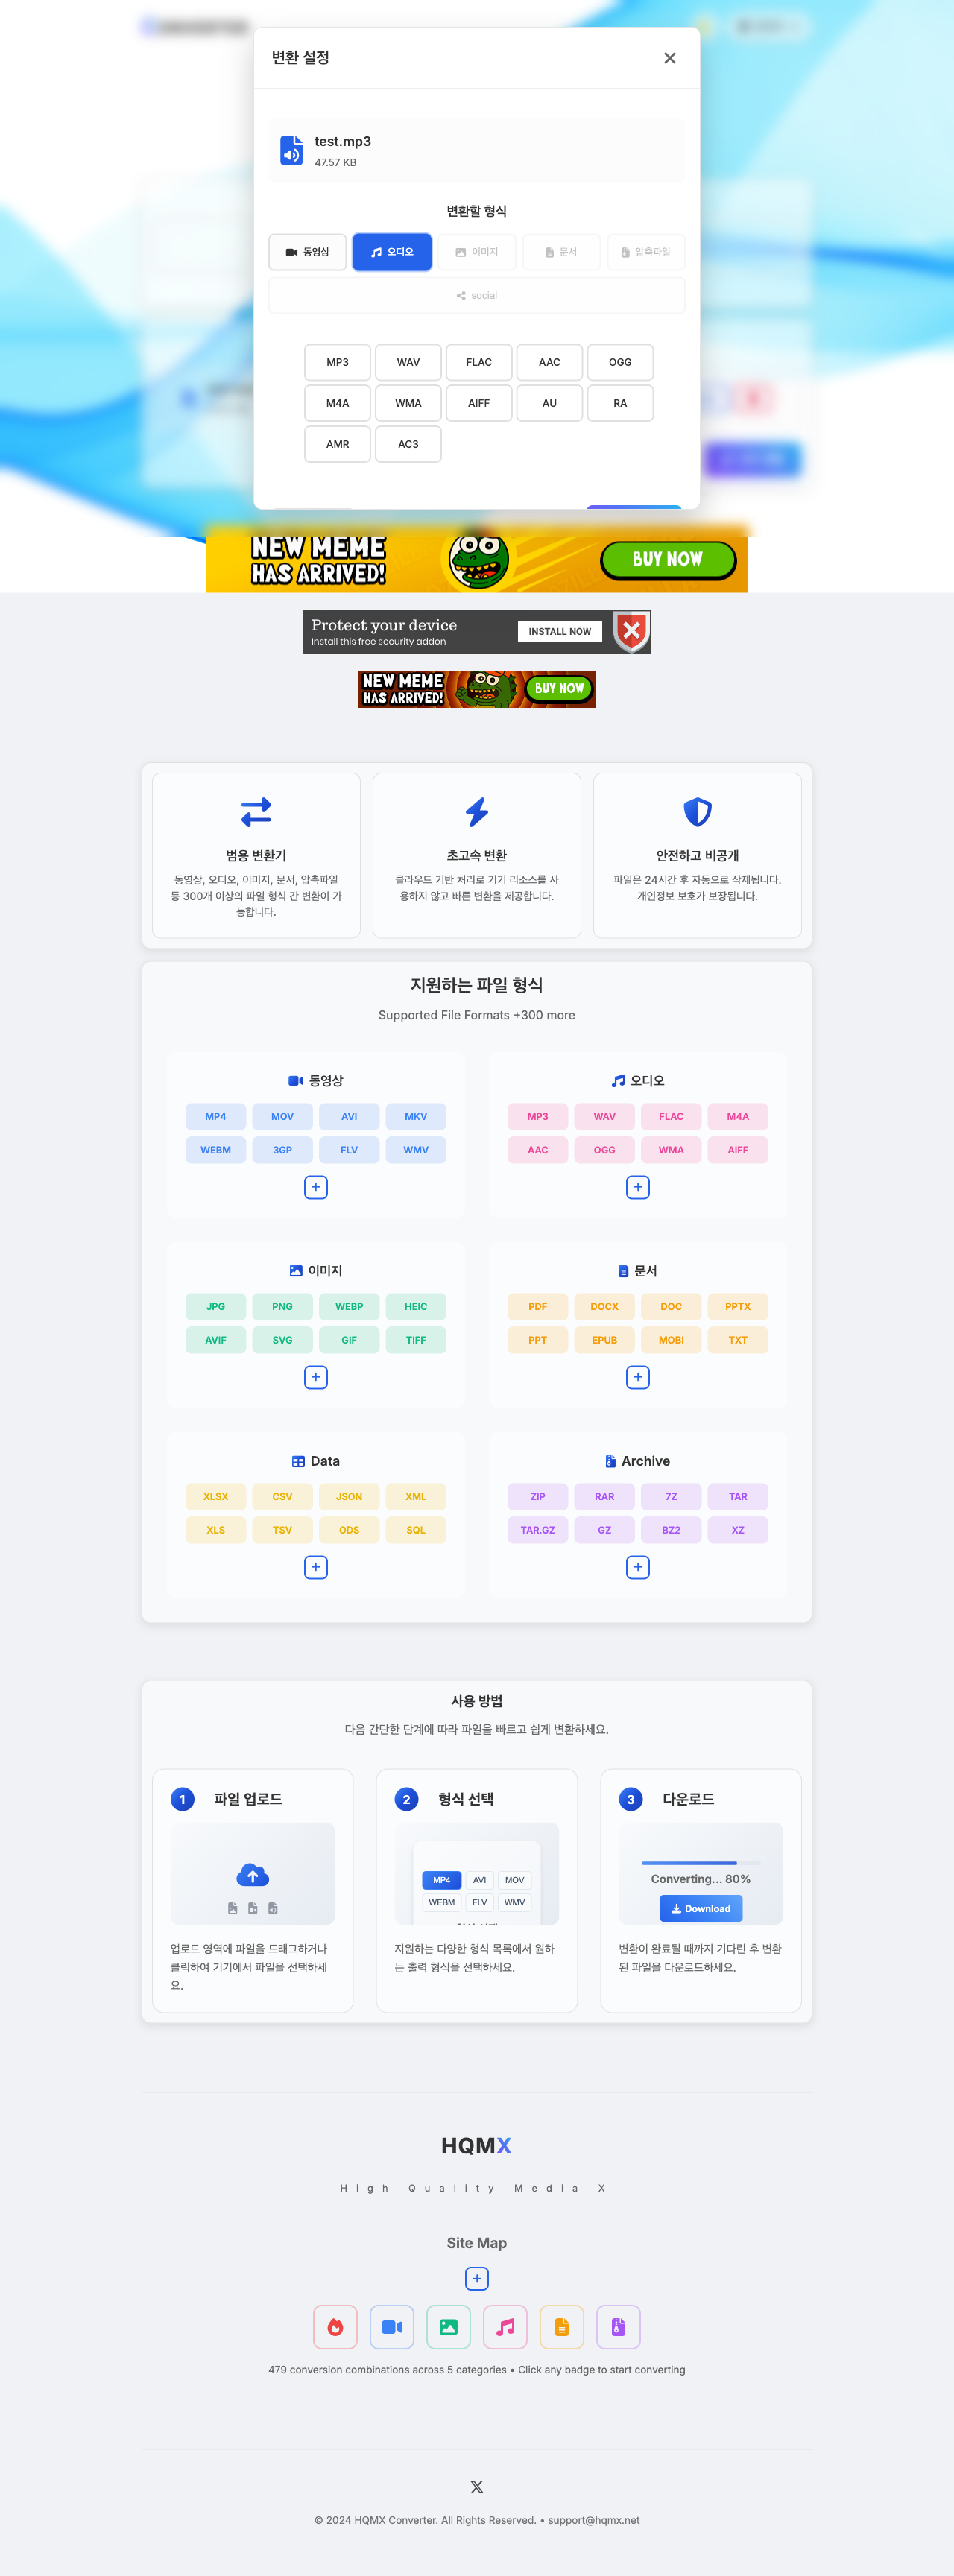 변환 설정
test.mp3
47.57 KB
변환할 형식
동영상
오디오
이미지
문서
압축파일
social
MP3 WAV FLAC AAC OGG
M4A WMA AIFF AU RA
AMR AC3
NEW MEME
HAS ARRIVED!
BUY NOW
Protect your device
Install this free security addon
INSTALL NOW
NEW MEME
HAS ARRIVED!
BUY NOW
범용 변환기
동영상, 오디오, 이미지, 문서, 압축파일
등 300개 이상의 파일 형식 간 변환이 가
능합니다.
초고속 변환
클라우드 기반 처리로 기기 리소스를 사
용하지 않고 빠른 변환을 제공합니다.
안전하고 비공개
파일은 24시간 후 자동으로 삭제됩니다.
개인정보 보호가 보장됩니다.
지원하는 파일 형식
Supported File Formats +300 more
동영상
MP4 MOV AVI MKV
WEBM 3GP FLV WMV
오디오
MP3 WAV FLAC M4A
AAC OGG WMA AIFF
이미지
JPG PNG WEBP HEIC
AVIF SVG GIF TIFF
문서
PDF DOCX DOC PPTX
PPT EPUB MOBI TXT
Data
XLSX CSV JSON XML
XLS TSV ODS SQL
Archive
ZIP RAR 7Z TAR
TAR.GZ GZ BZ2 XZ
사용 방법
다음 간단한 단계에 따라 파일을 빠르고 쉽게 변환하세요.
1 파일 업로드
업로드 영역에 파일을 드래그하거나
클릭하여 기기에서 파일을 선택하세
요.
2 형식 선택
MP4 AVI MOV
WEBM FLV WMV
지원하는 다양한 형식 목록에서 원하
는 출력 형식을 선택하세요.
3 다운로드
Converting... 80%
Download
변환이 완료될 때까지 기다린 후 변환
된 파일을 다운로드하세요.
HQMX
High Quality Media X
Site Map
479 conversion combinations across 5 categories • Click any badge to start converting
© 2024 HQMX Converter. All Rights Reserved. • support@hqmx.net